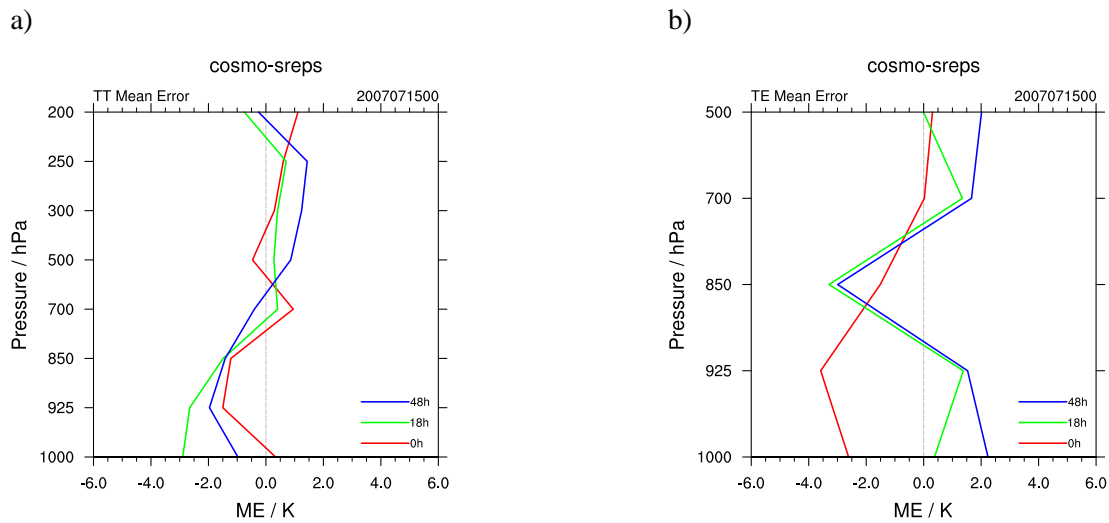 a)
cosmo-sreps
TT Mean Error 2007071500
200
250
300
500
700
850
925
1000
Pressure / hPa
48h
18h
0h
-6.0 -4.0 -2.0 0.0 2.0 4.0 6.0
ME / K
b)
cosmo-sreps
TE Mean Error 2007071500
500
700
850
925
1000
Pressure / hPa
48h
18h
0h
-6.0 -4.0 -2.0 0.0 2.0 4.0 6.0
ME / K